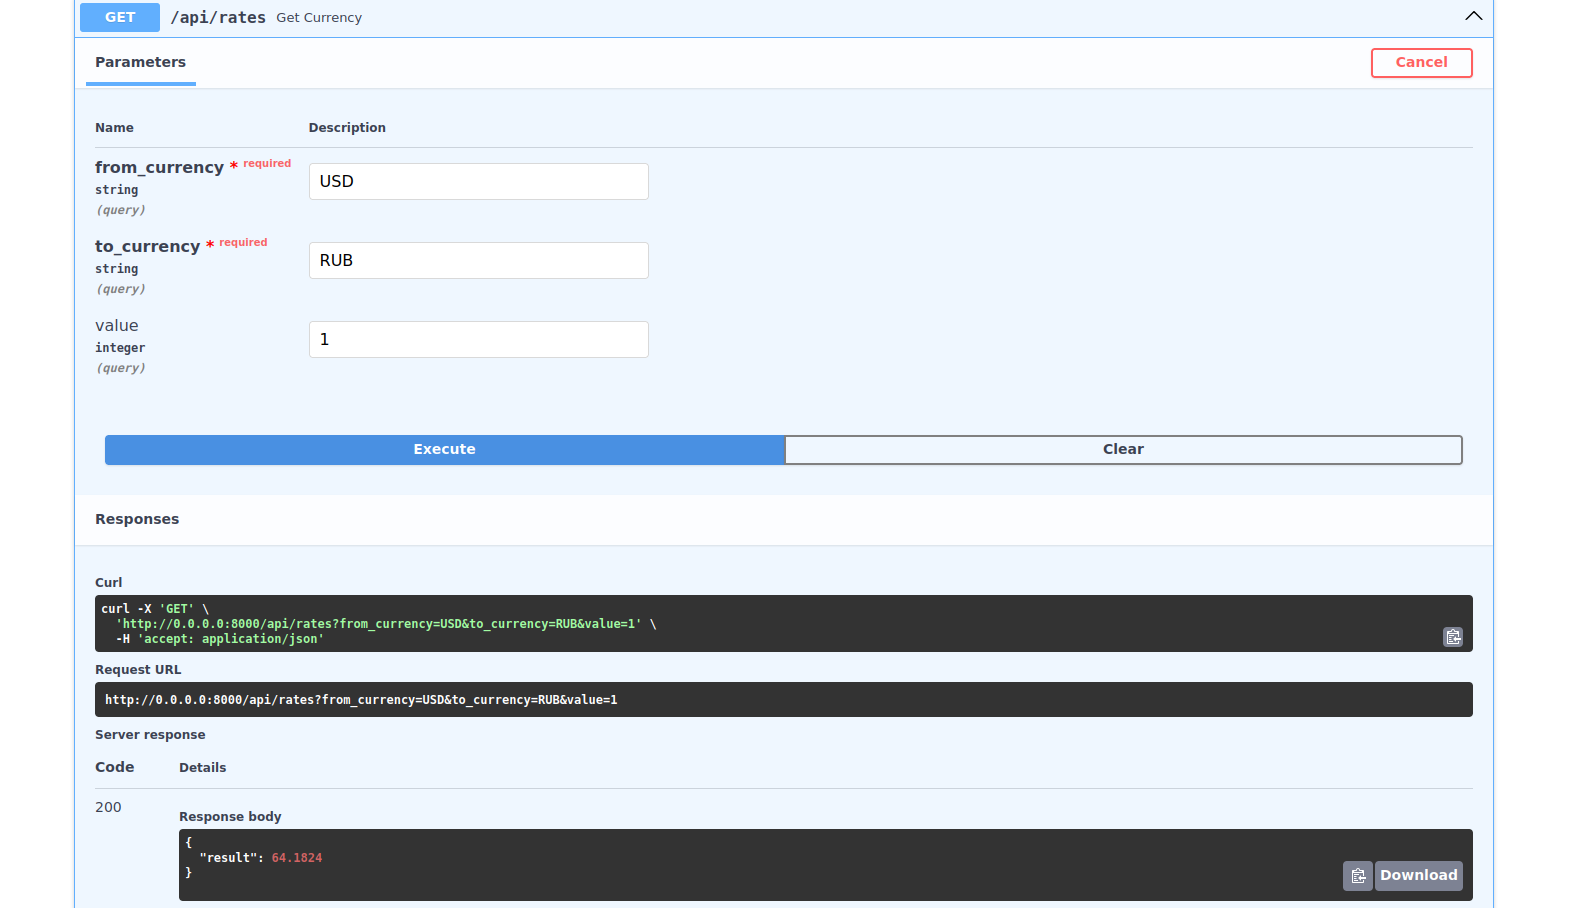 GET /api/rates Get Currency
Parameters
Cancel
Name Description
from_currency * required
string
(query)
USD
to_currency * required
string
(query)
RUB
value
integer
(query)
1
Execute
Clear
Responses
Curl
curl -X 'GET' \
'http://0.0.0.0:8000/api/rates?from_currency=USD&to_currency=RUB&value=1' \
-H 'accept: application/json'
Request URL
http://0.0.0.0:8000/api/rates?from_currency=USD&to_currency=RUB&value=1
Server response
Code Details
200
Response body
{
"result": 64.1824
}
Download